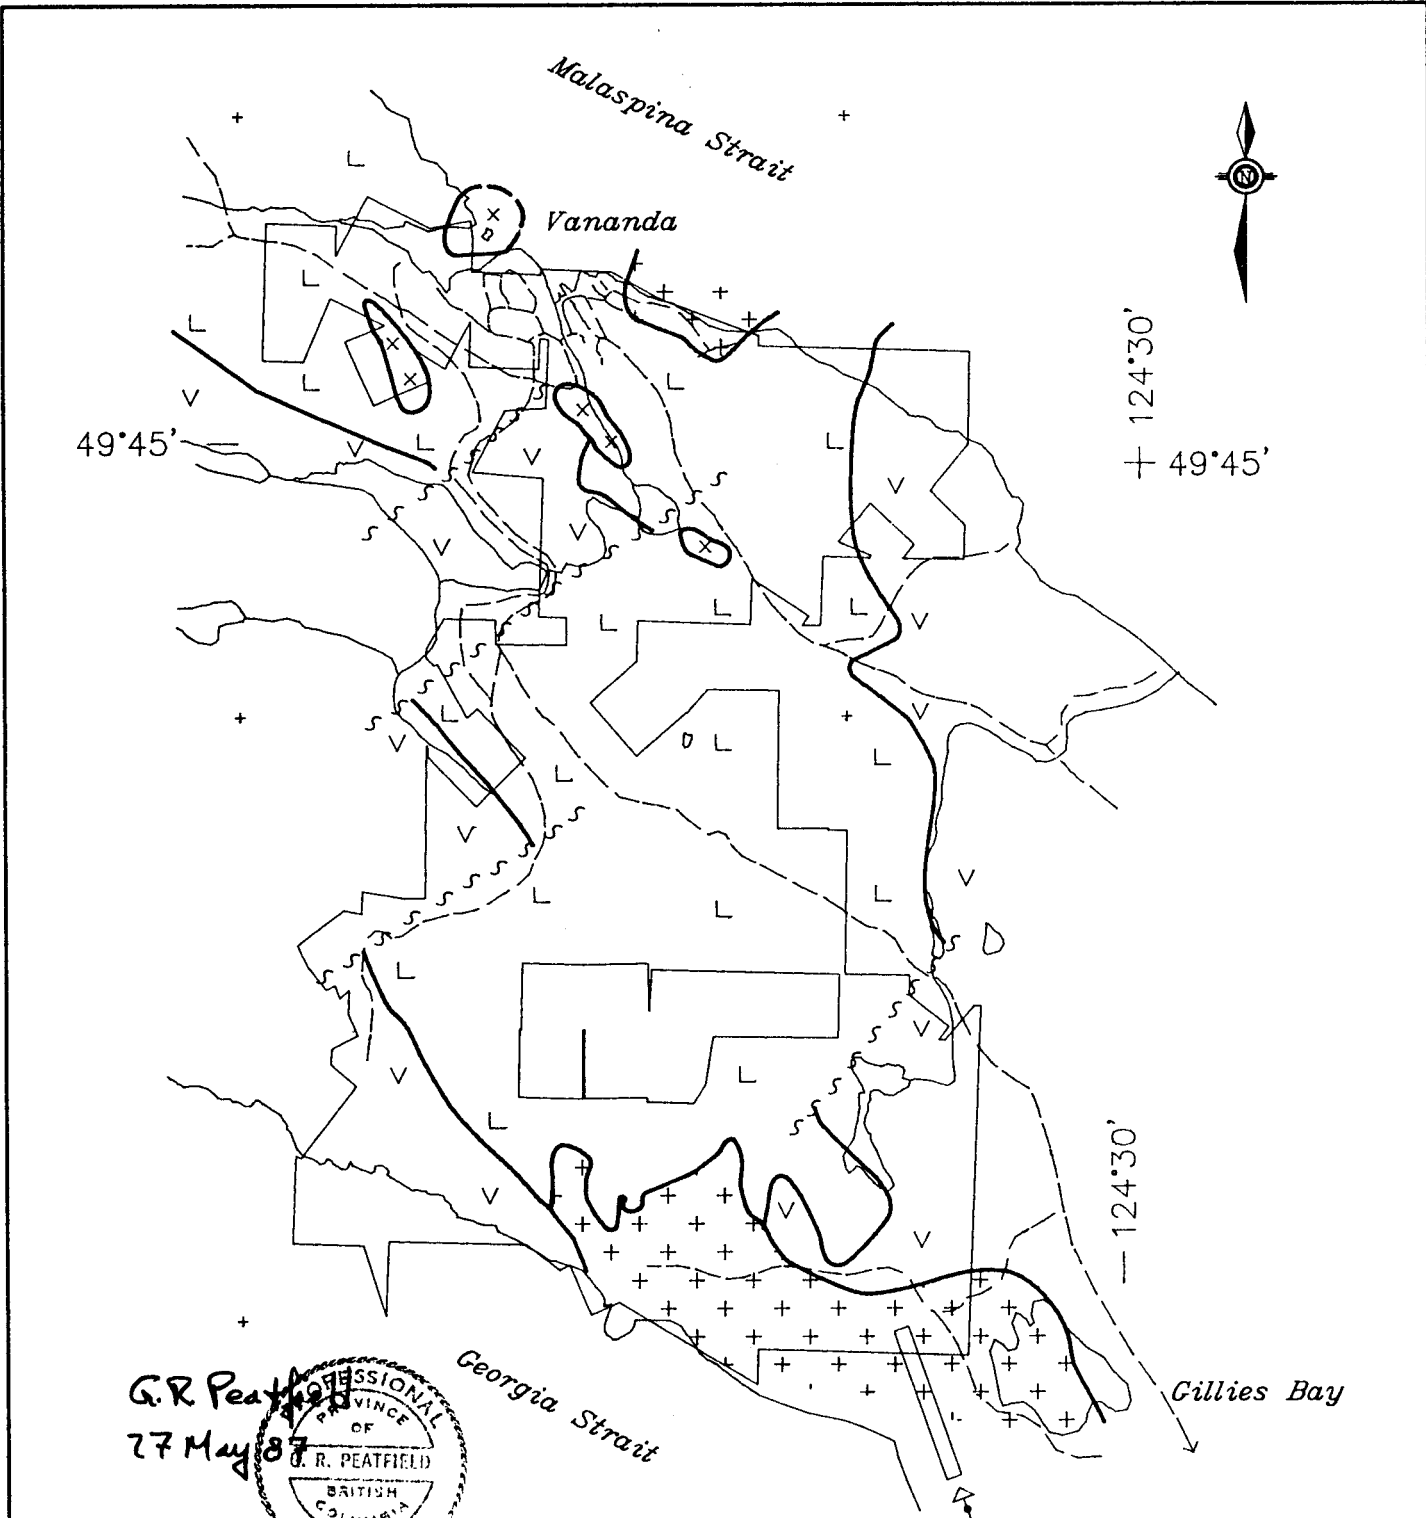 Malaspina Strait
N
Vananda
124°30'
49°45'
49°45'
124°30'
Gillies Bay
Georgia Strait
G.R. Peatfield
27 May 87
PROFESSIONAL
PROVINCE
OF
G. R. PEATFIELD
BRITISH
COLUMBIA